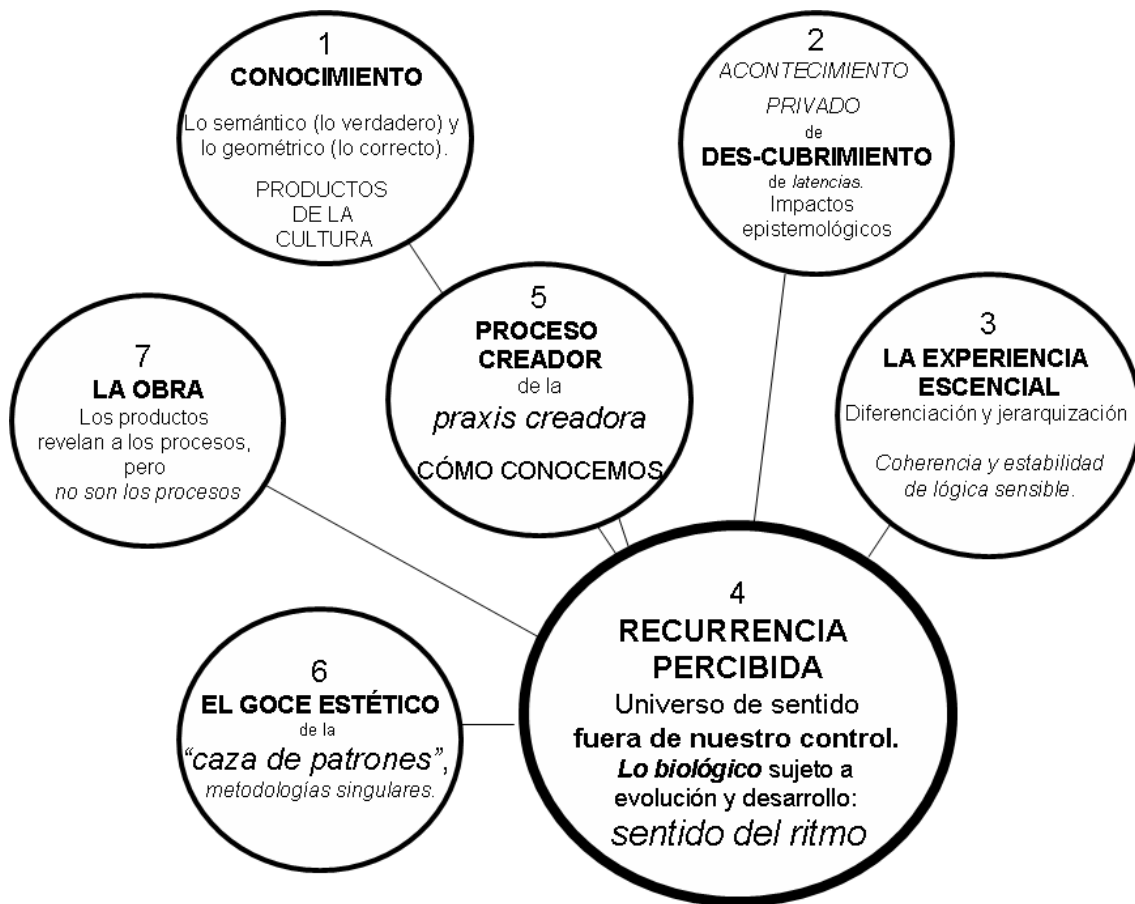 1
CONOCIMIENTO
Lo semántico (lo verdadero) y
lo geométrico (lo correcto).
PRODUCTOS
DE LA
CULTURA
2
ACONTECIMIENTO
PRIVADO
de
DES-CUBRIMIENTO
de latencias.
Impactos
epistemológicos
3
LA EXPERIENCIA
ESCENCIAL
Diferenciación y jerarquización
Coherencia y estabilidad
de lógica sensible.
4
RECURRENCIA
PERCIBIDA
Universo de sentido
fuera de nuestro control.
Lo biológico sujeto a
evolución y desarrollo:
sentido del ritmo
5
PROCESO
CREADOR
de la
praxis creadora
CÓMO CONOCEMOS
6
EL GOCE ESTÉTICO
de la
“caza de patrones”,
metodologías singulares.
7
LA OBRA
Los productos
revelan a los procesos,
pero
no son los procesos